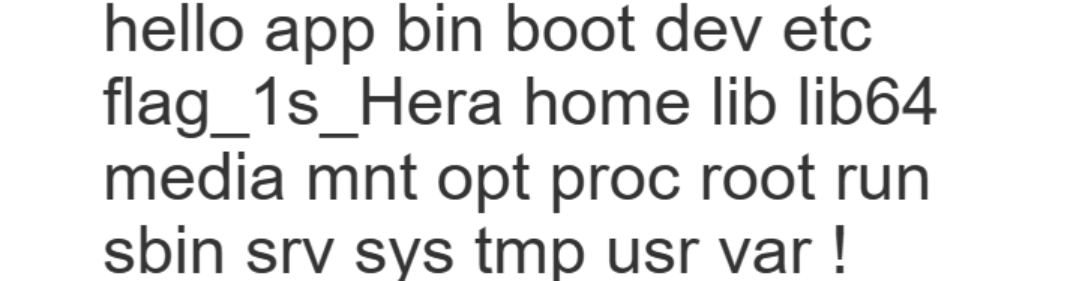 hello app bin boot dev etc
flag_1s_Hera home lib lib64
media mnt opt proc root run
sbin srv sys tmp usr var !